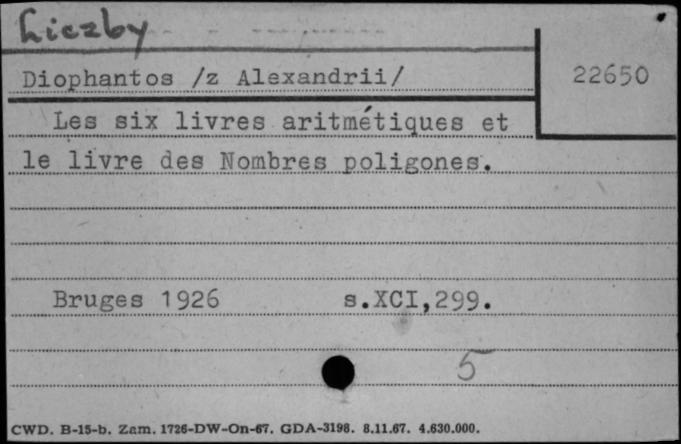 Liczby
Diophantos /z Alexandrii/
22650
Les six livres aritmétiques et
le livre des Nombres poligones.
Bruges 1926 s.XCI,299.
5
CWD. B-15-b. Zam. 1726-DW-On-67. GDA-3198. 8.11.67. 4.630.000.